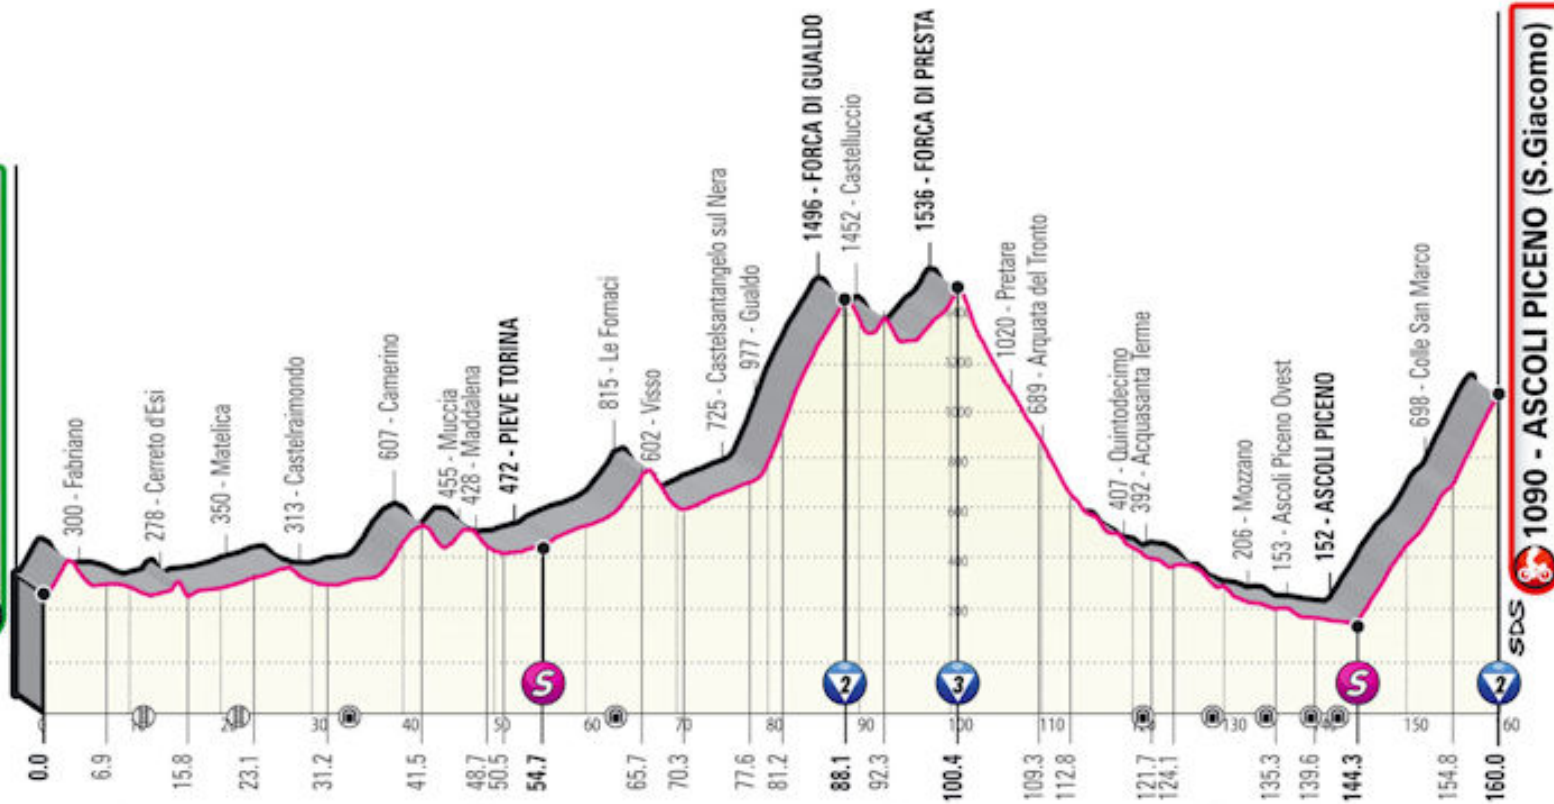 300 - Fabriano
278 - Cerreto d'Esi
350 - Matelica
313 - Castelraimondo
607 - Camerino
455 - Muccia
428 - Maddalena
472 - PIEVE TORINA
815 - Le Fornaci
602 - Visso
725 - Castelsantangelo sul Nera
977 - Gualdo
1496 - FORCA DI GUALDO
1452 - Castelluccio
1536 - FORCA DI PRESTA
1020 - Pretare
689 - Arquata del Tronto
407 - Quintodecimo
392 - Acquasanta Terme
206 - Mozzano
153 - Ascoli Piceno Ovest
152 - ASCOLI PICENO
698 - Colle San Marco
1090 - ASCOLI PICENO (S.Giacomo)
SDS
1200
1000
800
600
400
200
S
2
3
S
2
30
40
50
60
70
80
90
100
110
130
150
60
0.0
6.9
15.8
23.1
31.2
41.5
48.7
50.5
54.7
65.7
70.3
77.6
81.2
88.1
92.3
100.4
109.3
112.8
121.7
124.1
135.3
139.6
144.3
154.8
160.0